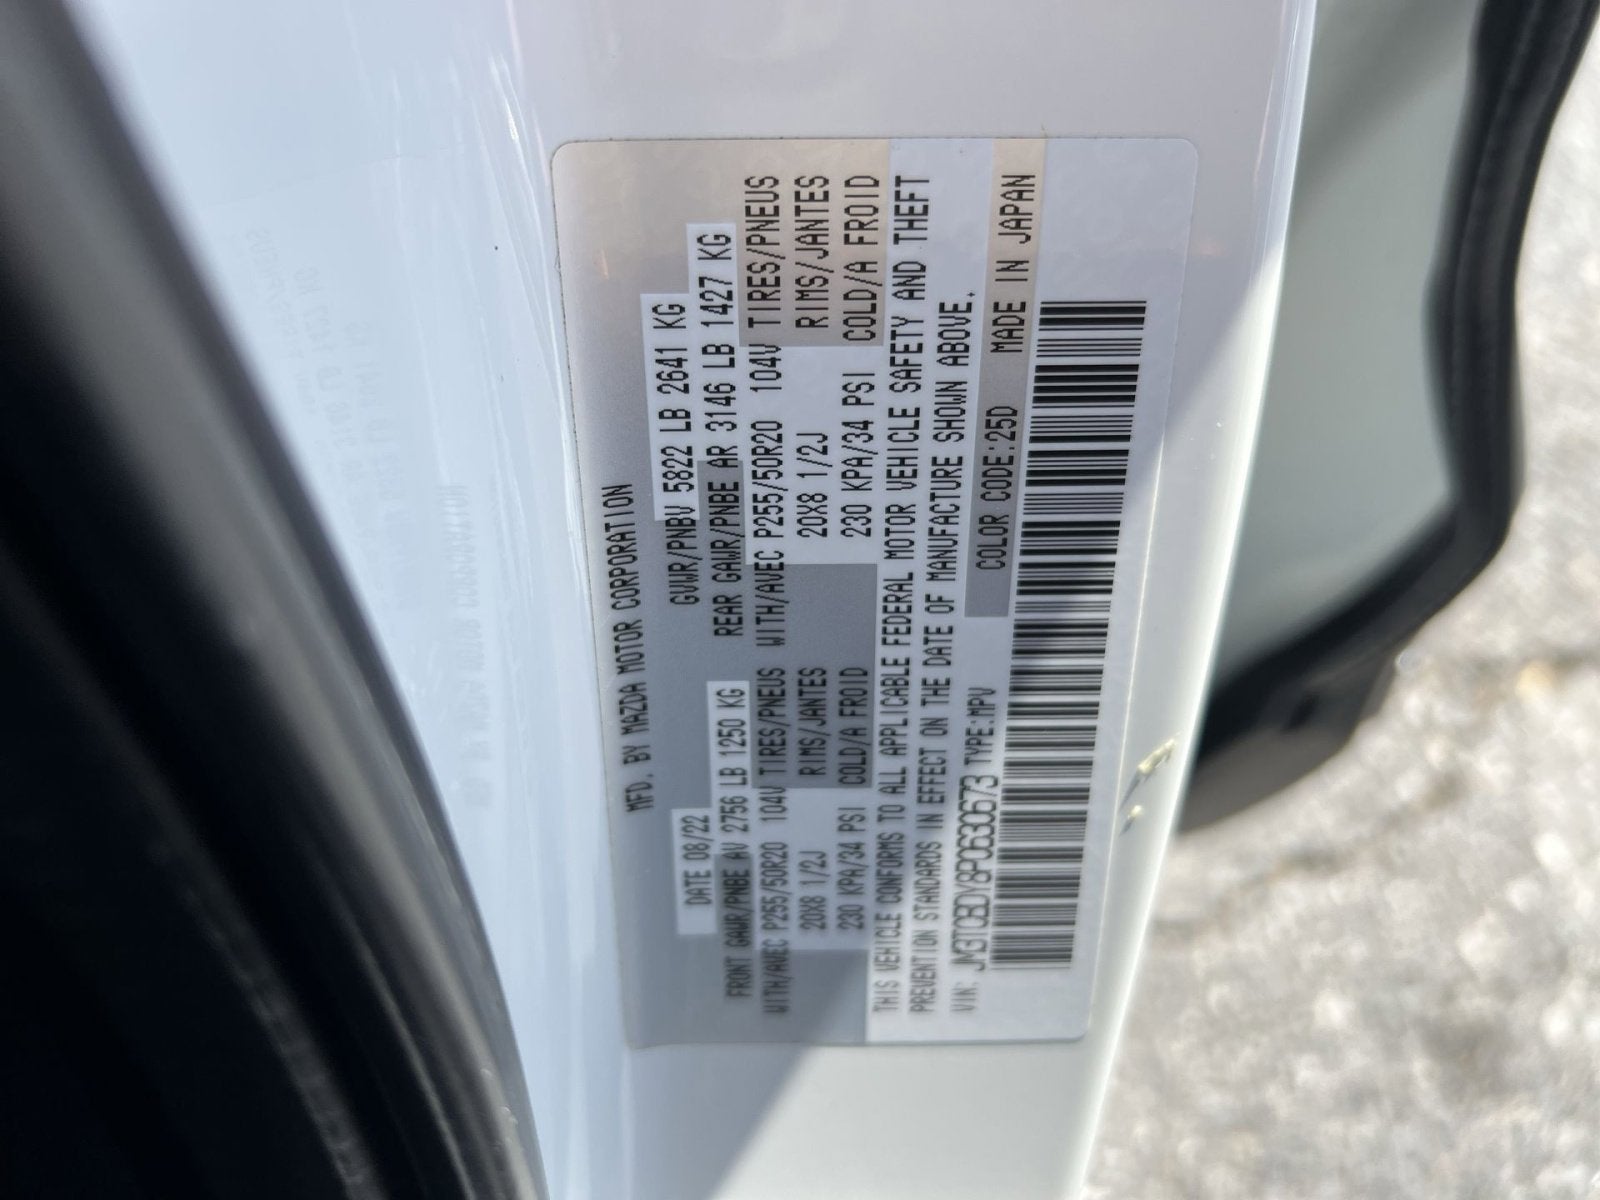 MFD. BY MAZDA MOTOR CORPORATION
DATE 08/22 GVWR/PNBV 5822 LB 2641 KG
FRONT GAWR/PNBE AV 2756 LB 1250 KG REAR GAWR/PNBE AR 3146 LB 1427 KG
WITH/AVEC P255/50R20 104V TIRES/PNEUS WITH/AVEC P255/50R20 104V TIRES/PNEUS
20X8 1/2J RIMS/JANTES 20X8 1/2J RIMS/JANTES
230 KPA/34 PSI COLD/A FROID 230 KPA/34 PSI COLD/A FROID
THIS VEHICLE CONFORMS TO ALL APPLICABLE FEDERAL MOTOR VEHICLE SAFETY AND THEFT
PREVENTION STANDARDS IN EFFECT ON THE DATE OF MANUFACTURE SHOWN ABOVE.
VIN: JM3TCBDY8P0630673 TYPE:MPV COLOR CODE:25D MADE IN JAPAN